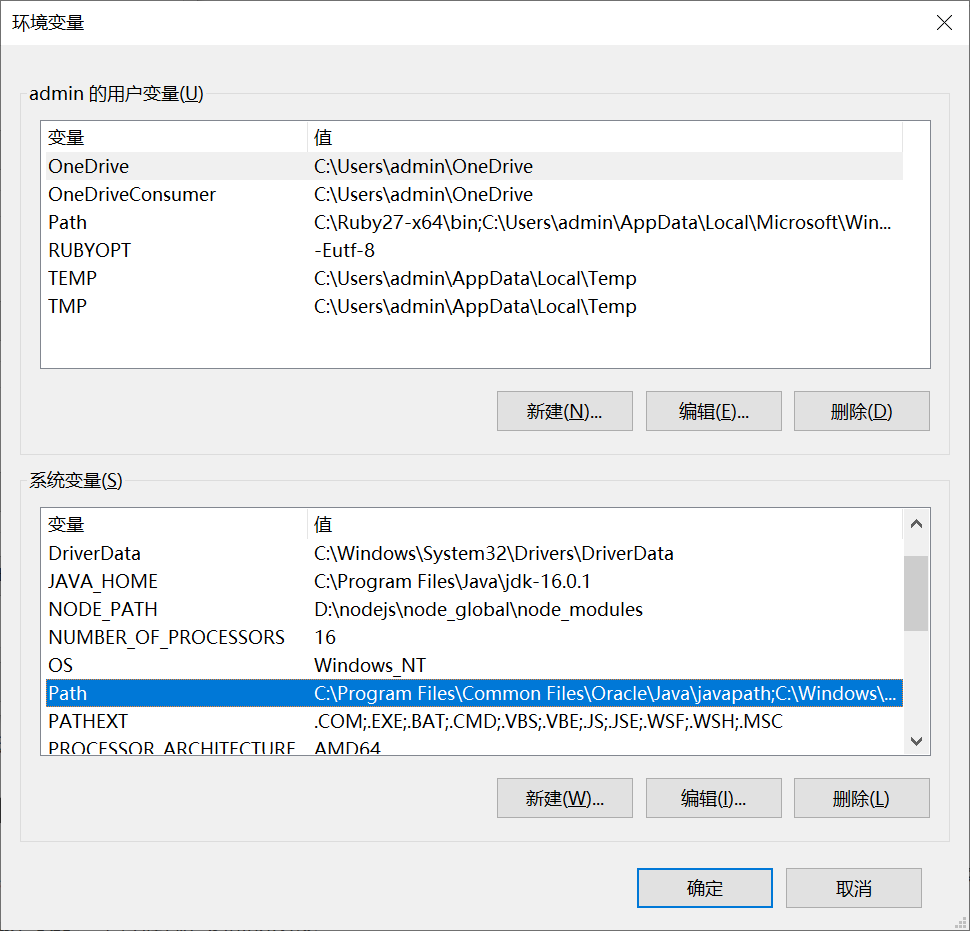 环境变量
admin 的用户变量(U)
变量 值
OneDrive C:\Users\admin\OneDrive
OneDriveConsumer C:\Users\admin\OneDrive
Path C:\Ruby27-x64\bin;C:\Users\admin\AppData\Local\Microsoft\Win...
RUBYOPT -Eutf-8
TEMP C:\Users\admin\AppData\Local\Temp
TMP C:\Users\admin\AppData\Local\Temp
新建(N)... 编辑(E)... 删除(D)
系统变量(S)
变量 值
DriverData C:\Windows\System32\Drivers\DriverData
JAVA_HOME C:\Program Files\Java\jdk-16.0.1
NODE_PATH D:\nodejs\node_global\node_modules
NUMBER_OF_PROCESSORS 16
OS Windows_NT
Path C:\Program Files\Common Files\Oracle\Java\javapath;C:\Windows\...
PATHEXT .COM;.EXE;.BAT;.CMD;.VBS;.VBE;.JS;.JSE;.WSF;.WSH;.MSC
PROCESSOR_ARCHITECTURE AMD64
新建(W)... 编辑(I)... 删除(L)
确定 取消